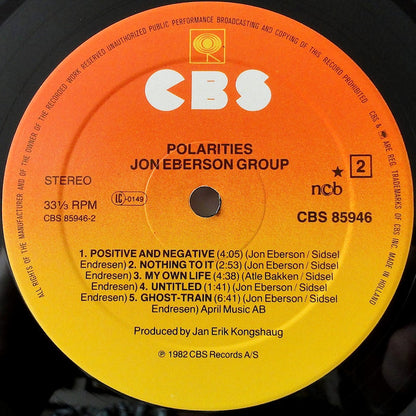 ALL RIGHTS OF THE MANUFACTURER AND OF THE OWNER OF THE RECORDED WORK RESERVED UNAUTHORIZED PUBLIC PERFORMANCE BROADCASTING AND COPYING OF THIS RECORD PROHIBITED
CBS & ARE REG. TRADEMARKS OF CBS INC. MADE IN HOLLAND
CBS
POLARITIES
JON EBERSON GROUP
STEREO
2
33⅓ RPM
CBS 85946-2
LC-0149
ncb
CBS 85946
1. POSITIVE AND NEGATIVE (4:05) (Jon Eberson / Sidsel
Endresen) 2. NOTHING TO IT (2:53) (Jon Eberson / Sidsel
Endresen) 3. MY OWN LIFE (4:38) (Atle Bakken / Sidsel
Endresen) 4. UNTITLED (1:41) (Jon Eberson / Sidsel
Endresen) 5. GHOST-TRAIN (6:41) (Jon Eberson / Sidsel
Endresen) April Music AB
Produced by Jan Erik Kongshaug
℗ 1982 CBS Records A/S